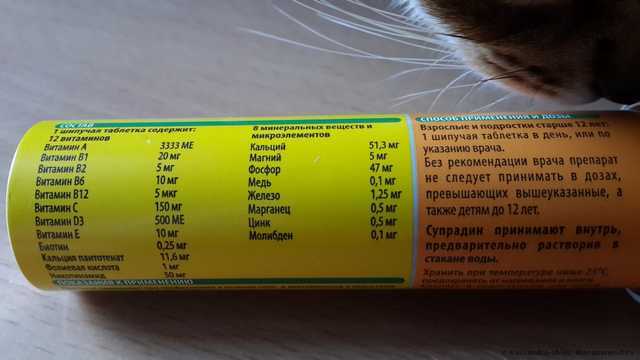 СОСТАВ
1 шипучая таблетка содержит:
12 витаминов
Витамин А 3333 МЕ
Витамин В1 20 мг
Витамин В2 5 мг
Витамин В6 10 мг
Витамин В12 5 мкг
Витамин С 150 мг
Витамин D3 500 МЕ
Витамин Е 10 мг
Биотин 0,25 мг
Кальция пантотенат 11,6 мг
Фолиевая кислота 1 мг
Никотинамид 50 мг
ПОКАЗАНИЯ К ПРИМЕНЕНИЮ
8 минеральных веществ и
микроэлементов
Кальций 51,3 мг
Магний 5 мг
Фосфор 47 мг
Медь 0,1 мг
Железо 1,25 мг
Марганец 0,5 мг
Цинк 0,5 мг
Молибден 0,1 мг
СПОСОБ ПРИМЕНЕНИЯ И ДОЗЫ
Взрослые и подростки старше 12 лет:
1 шипучая таблетка в день, или по
указанию врача.
Без рекомендации врача препарат
не следует принимать в дозах,
превышающих вышеуказанные, а
также детям до 12 лет.
Супрадин принимают внутрь,
предварительно растворив в
стакане воды.
Хранить при температуре ниже 25°С,
предохранять от нагревания и влаги.